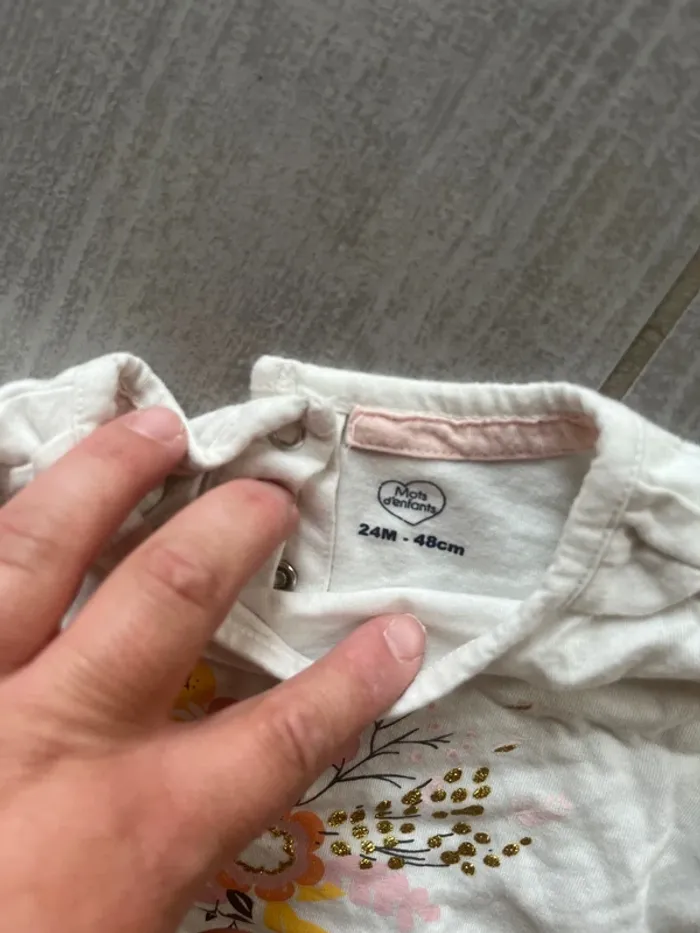 Mots
d'enfants
24M - 48cm